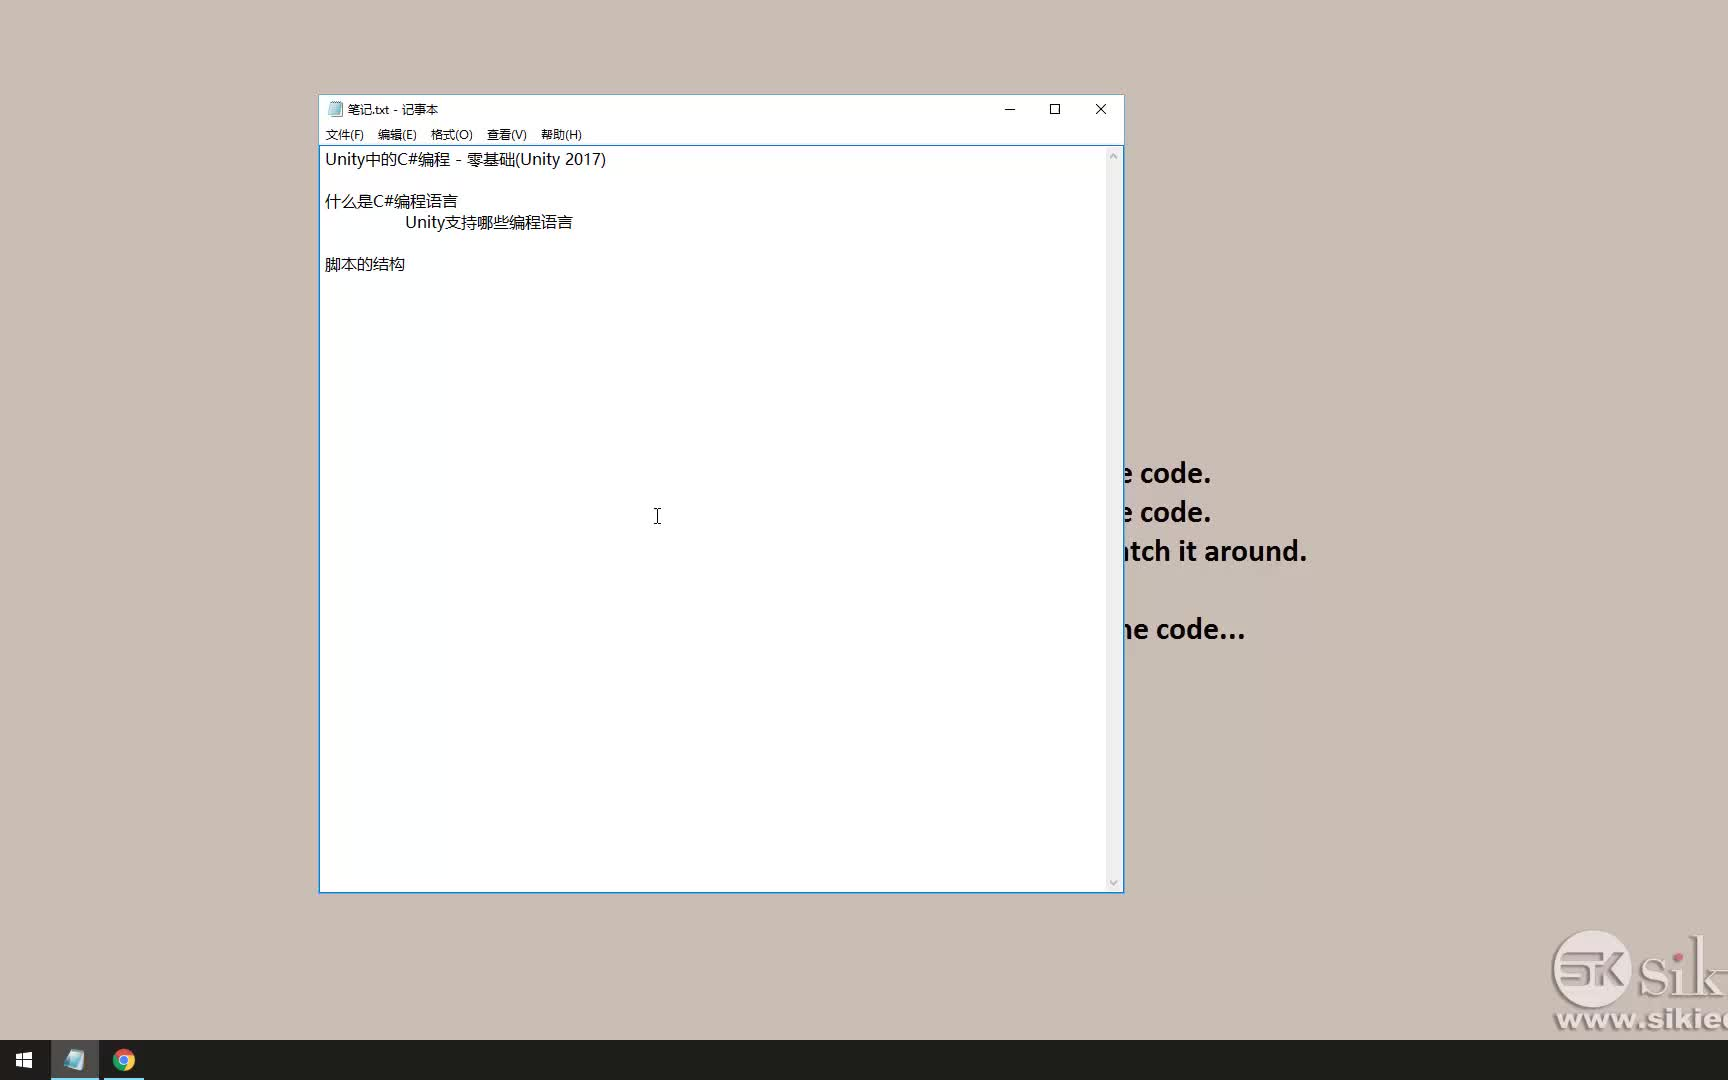 笔记.txt - 记事本
文件(F) 编辑(E) 格式(O) 查看(V) 帮助(H)
Unity中的C#编程 - 零基础(Unity 2017)
什么是C#编程语言
Unity支持哪些编程语言
脚本的结构
e code.
e code.
atch it around.
he code...
SK
sik
www.sikied